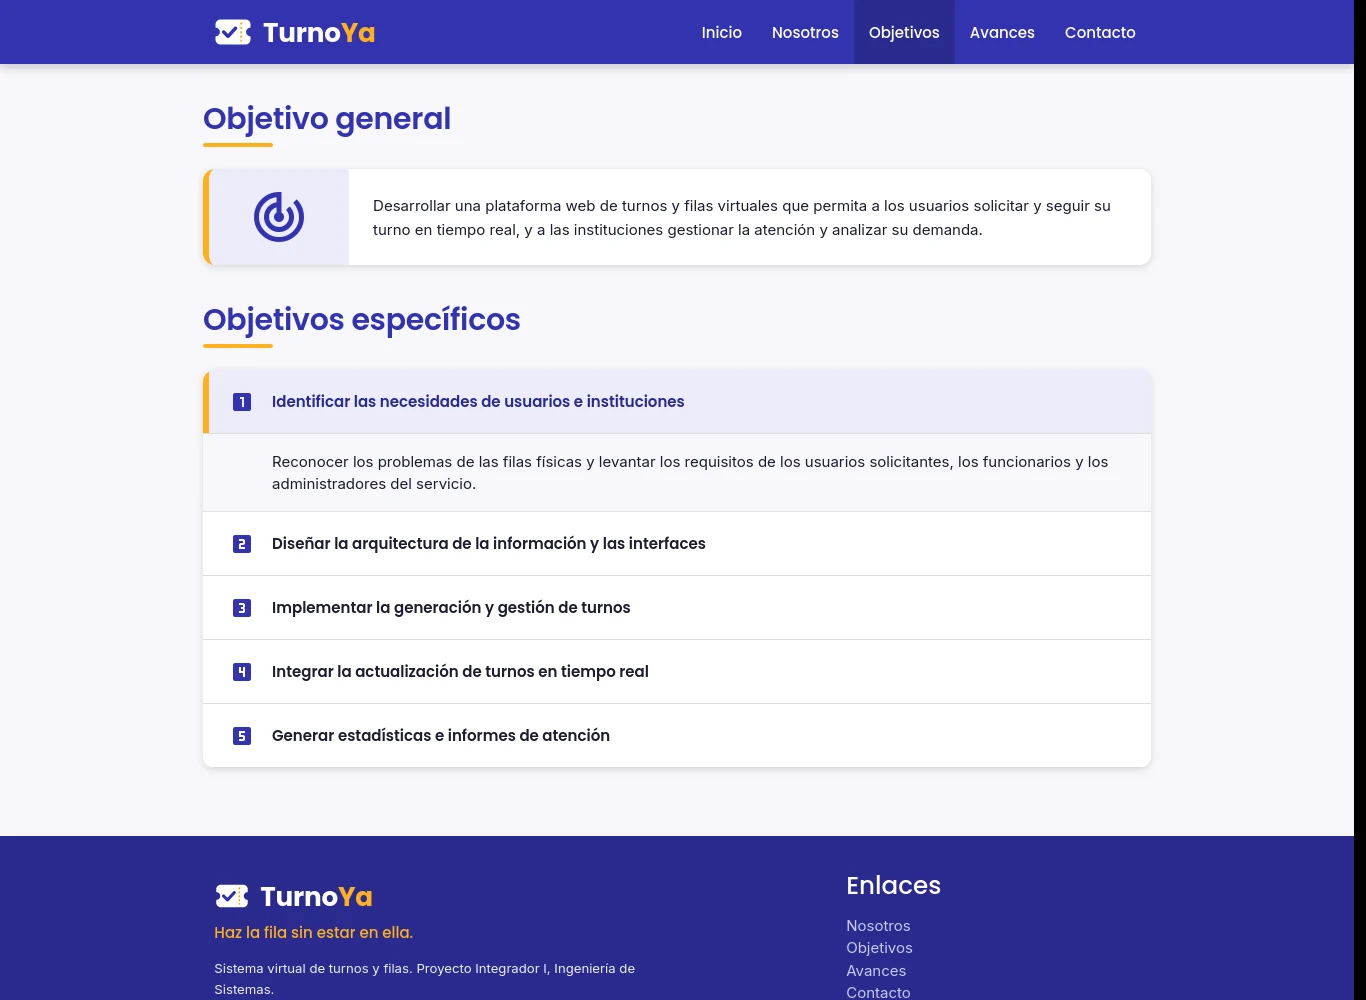 TurnoYa
Inicio Nosotros Objetivos Avances Contacto
Objetivo general
Desarrollar una plataforma web de turnos y filas virtuales que permita a los usuarios solicitar y seguir su
turno en tiempo real, y a las instituciones gestionar la atención y analizar su demanda.
Objetivos específicos
1 Identificar las necesidades de usuarios e instituciones
Reconocer los problemas de las filas físicas y levantar los requisitos de los usuarios solicitantes, los funcionarios y los
administradores del servicio.
2 Diseñar la arquitectura de la información y las interfaces
3 Implementar la generación y gestión de turnos
4 Integrar la actualización de turnos en tiempo real
5 Generar estadísticas e informes de atención
TurnoYa
Haz la fila sin estar en ella.
Sistema virtual de turnos y filas. Proyecto Integrador I, Ingeniería de
Sistemas.
Enlaces
Nosotros
Objetivos
Avances
Contacto